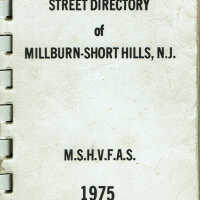 STREET DIRECTORY
of
MILLBURN-SHORT HILLS, N.J.
M.S.H.V.F.A.S.
1975